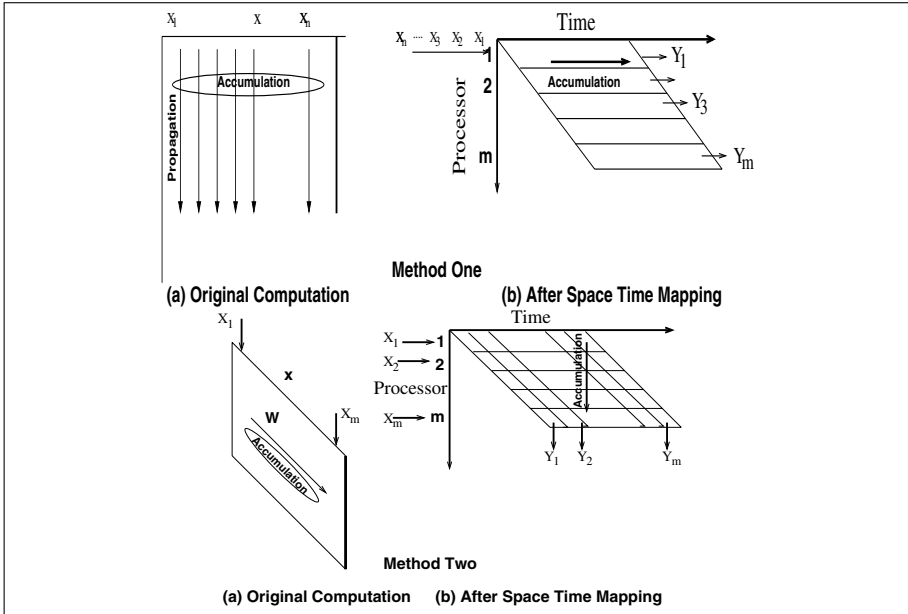 X1 x Xn
Accumulation
Propagation
Xn ···· X3 X2 X1
Time
1
2
m
Processor
Accumulation
Y1
Y3
Ym
Method One
(a) Original Computation (b) After Space Time Mapping
X1
x
W
Xm
Accumulation
Time
X1 1
X2 2
Processor
Xm m
Accumulation
Y1 Y2 Ym
Method Two
(a) Original Computation (b) After Space Time Mapping